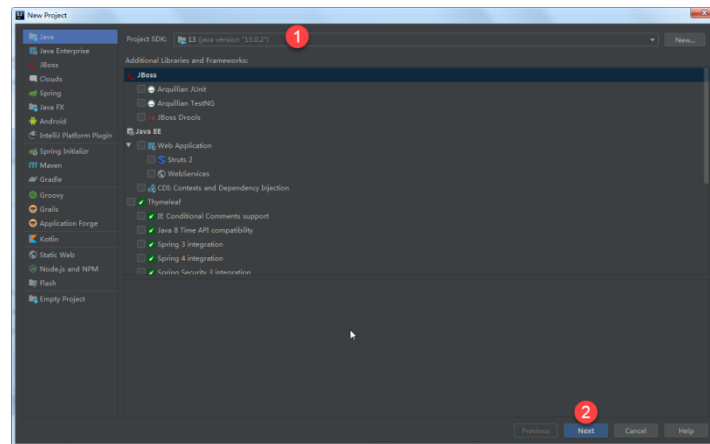 New Project
Java
Java Enterprise
JBoss
Clouds
Spring
Java FX
Android
IntelliJ Platform Plugin
Spring Initializr
Maven
Gradle
Groovy
Grails
Application Forge
Kotlin
Static Web
Node.js and NPM
Flash
Empty Project
Project SDK: 13 (java version "13.0.2")
1
New...
Additional Libraries and Frameworks:
JBoss
Arquillian JUnit
Arquillian TestNG
JBoss Drools
Java EE
Web Application
Struts 2
WebServices
CDI: Contexts and Dependency Injection
Thymeleaf
IE Conditional Comments support
Java 8 Time API compatibility
Spring 3 integration
Spring 4 integration
Spring Security 3 integration
2
Previous Next Cancel Help